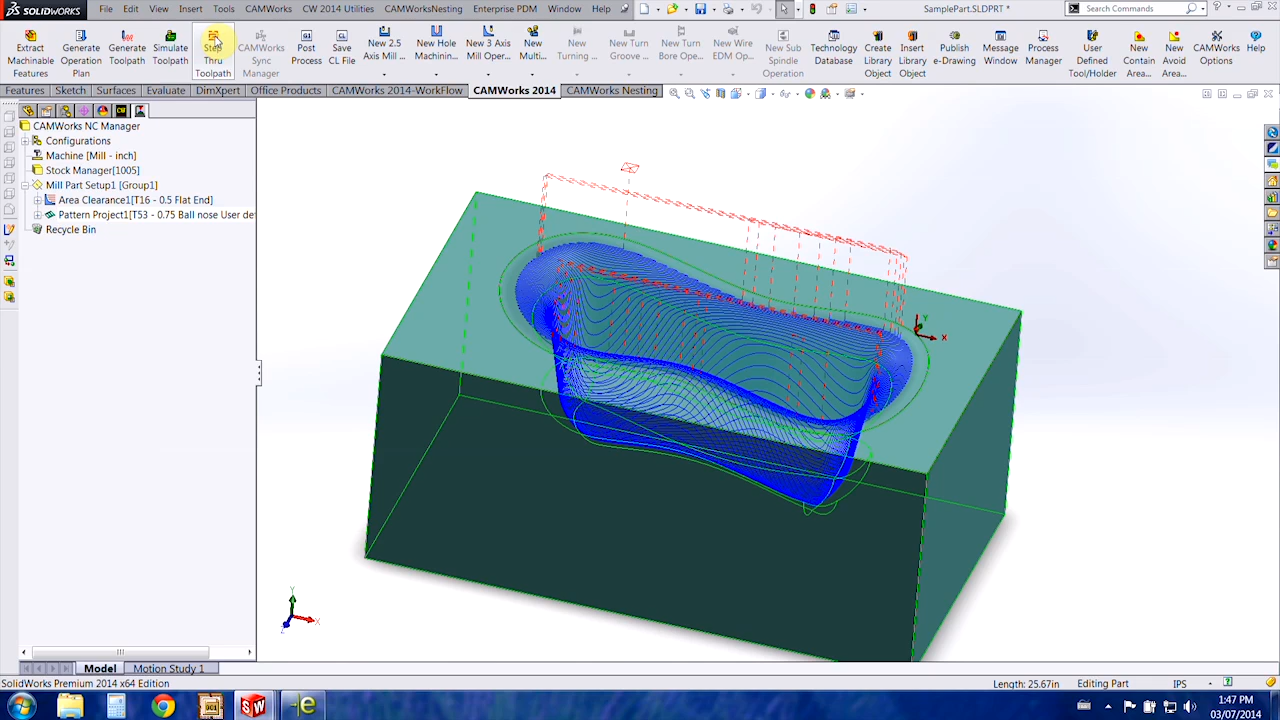 SOLIDWORKS File Edit View Insert Tools CAMWorks CW 2014 Utilities CAMWorksNesting Enterprise PDM Window Help SamplePart.SLDPRT * Search Commands
Extract Machinable Features
Generate Operation Plan
Generate Toolpath
Simulate Toolpath
Step Thru Toolpath
CAMWorks Sync Manager
Post Process
Save CL File
New 2.5 Axis Mill ...
New Hole Machinin...
New 3 Axis Mill Oper...
New Multi...
New Turning ...
New Turn Groove ...
New Turn Bore Ope...
New Wire EDM Op...
New Sub Spindle Operation
Technology Database
Create Library Object
Insert Library Object
Publish e-Drawing
Message Window
Process Manager
User Defined Tool/Holder
New Contain Area...
New Avoid Area...
CAMWorks Options
Help
Features Sketch Surfaces Evaluate DimXpert Office Products CAMWorks 2014-WorkFlow CAMWorks 2014 CAMWorks Nesting
CAMWorks NC Manager
Configurations
Machine [Mill - inch]
Stock Manager[1005]
Mill Part Setup1 [Group1]
Area Clearance1[T16 - 0.5 Flat End]
Pattern Project1[T53 - 0.75 Ball nose User de
Recycle Bin
Y
X
Y
X
Z
Model Motion Study 1
SolidWorks Premium 2014 x64 Edition Length: 25.67in Editing Part IPS
1:47 PM
03/07/2014